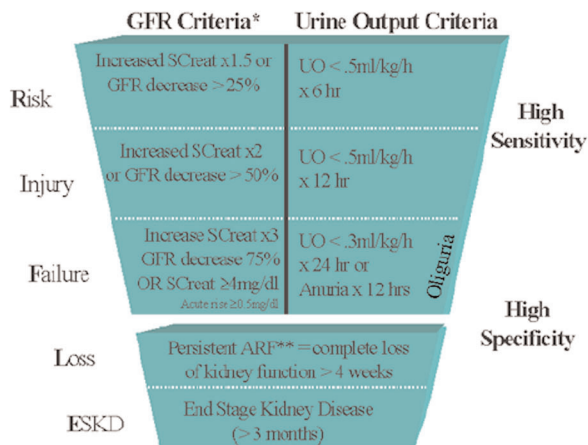 GFR Criteria*
Urine Output Criteria
Risk
Increased SCreat x1.5 or
GFR decrease > 25%
UO < .5ml/kg/h
x 6 hr
High
Sensitivity
Injury
Increased SCreat x2
or GFR decrease > 50%
UO < .5ml/kg/h
x 12 hr
Failure
Increase SCreat x3
GFR decrease 75%
OR SCreat ≥4mg/dl
Acute rise ≥0.5mg/dl
UO < .3ml/kg/h
x 24 hr or
Anuria x 12 hrs
Oliguria
High
Specificity
Loss
Persistent ARF** = complete loss
of kidney function > 4 weeks
ESKD
End Stage Kidney Disease
(> 3 months)